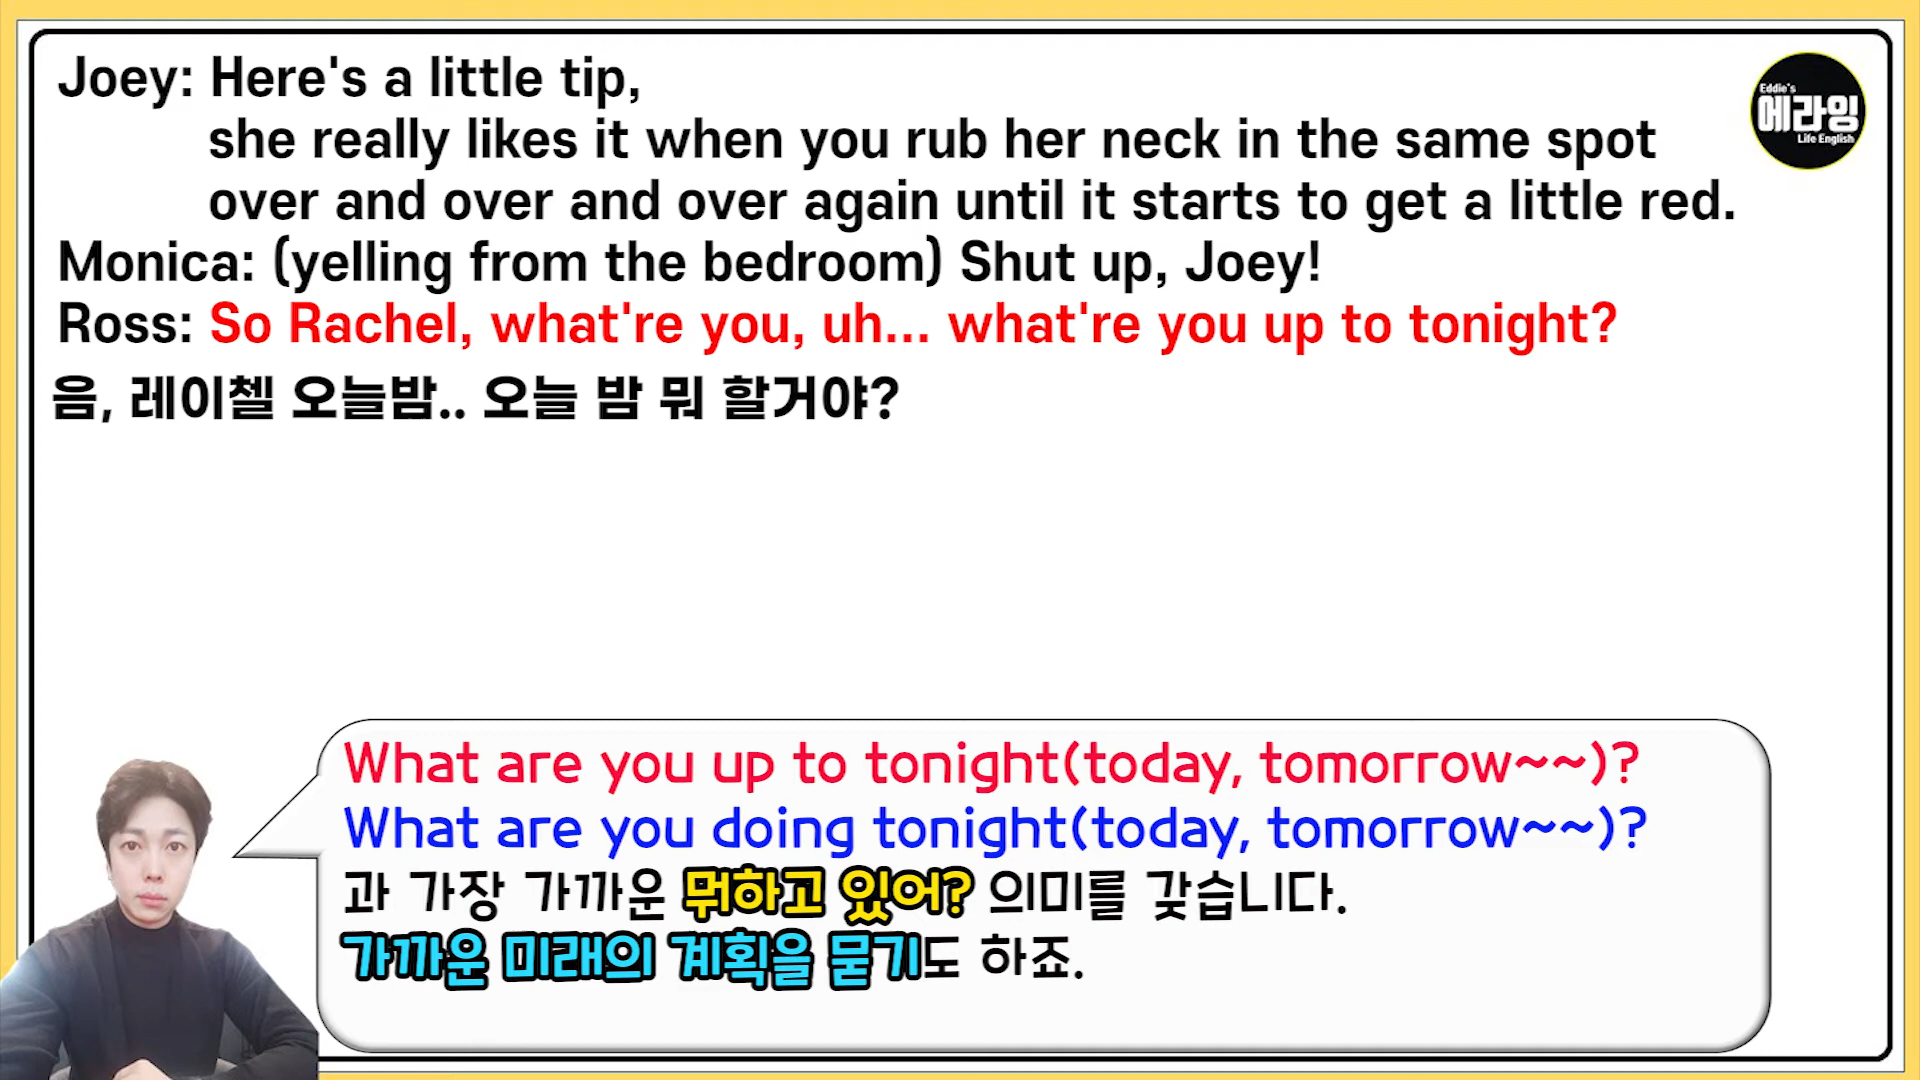 Joey: Here's a little tip,
she really likes it when you rub her neck in the same spot
over and over and over again until it starts to get a little red.
Monica: (yelling from the bedroom) Shut up, Joey!
Ross: So Rachel, what're you, uh... what're you up to tonight?
음, 레이첼 오늘밤.. 오늘 밤 뭐 할거야?
Eddie's
에라잉
Life English
What are you up to tonight(today, tomorrow~~)?
What are you doing tonight(today, tomorrow~~)?
과 가장 가까운 뭐하고 있어? 의미를 갖습니다.
가까운 미래의 계획을 묻기도 하죠.